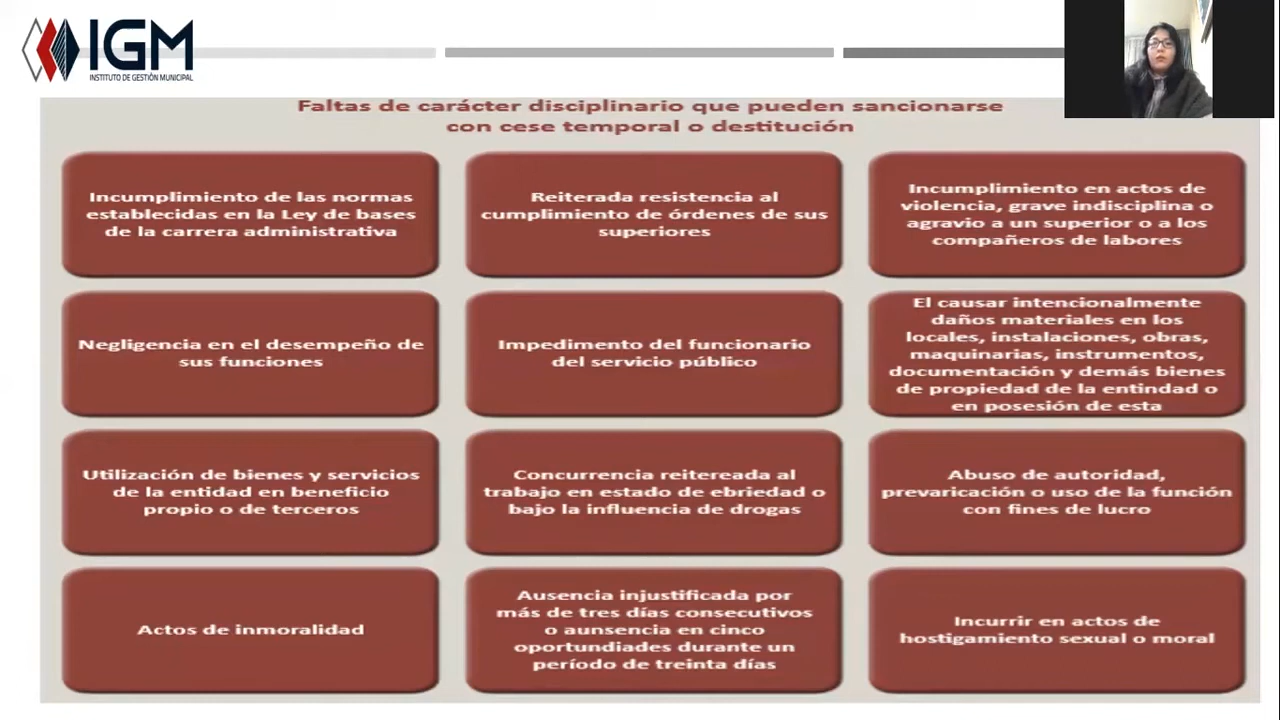 IGM
INSTITUTO DE GESTIÓN MUNICIPAL
Faltas de carácter disciplinario que pueden sancionarse
con cese temporal o destitución
Incumplimiento de las normas
establecidas en la Ley de bases
de la carrera administrativa
Reiterada resistencia al
cumplimiento de órdenes de sus
superiores
Incumplimiento en actos de
violencia, grave indisciplina o
agravio a un superior o a los
compañeros de labores
Negligencia en el desempeño de
sus funciones
Impedimento del funcionario
del servicio público
El causar intencionalmente
daños materiales en los
locales, instalaciones, obras,
maquinarias, instrumentos,
documentación y demás bienes
de propiedad de la entindad o
en posesión de esta
Utilización de bienes y servicios
de la entidad en beneficio
propio o de terceros
Concurrencia reitereada al
trabajo en estado de ebriedad o
bajo la influencia de drogas
Abuso de autoridad,
prevaricación o uso de la función
con fines de lucro
Actos de inmoralidad
Ausencia injustificada por
más de tres días consecutivos
o aunsencia en cinco
oportundiades durante un
período de treinta días
Incurrir en actos de
hostigamiento sexual o moral